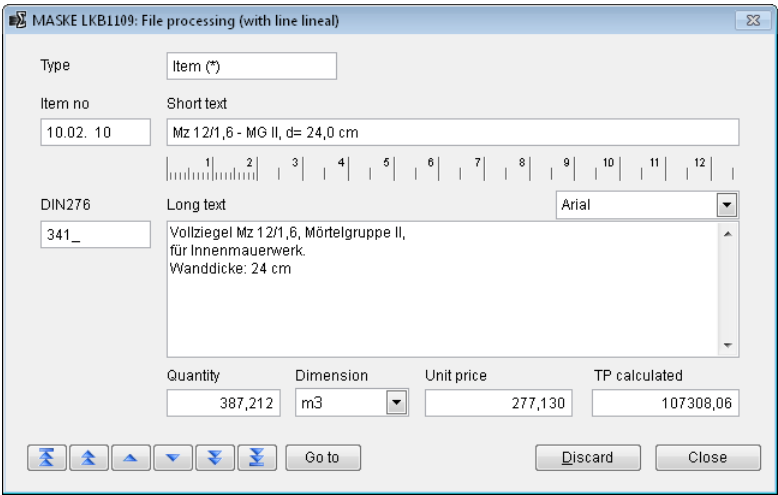 MASKE LKB1109: File processing (with line lineal)
Type
Item (*)
Item no
Short text
10.02. 10
Mz 12/1,6 - MG II, d= 24,0 cm
1 2 3 4 5 6 7 8 9 10 11 12
DIN276
Long text
Arial
341_
Vollziegel Mz 12/1,6, Mörtelgruppe II,
für Innenmauerwerk.
Wanddicke: 24 cm
Quantity
Dimension
Unit price
TP calculated
387,212
m3
277,130
107308,06
Go to
Discard
Close